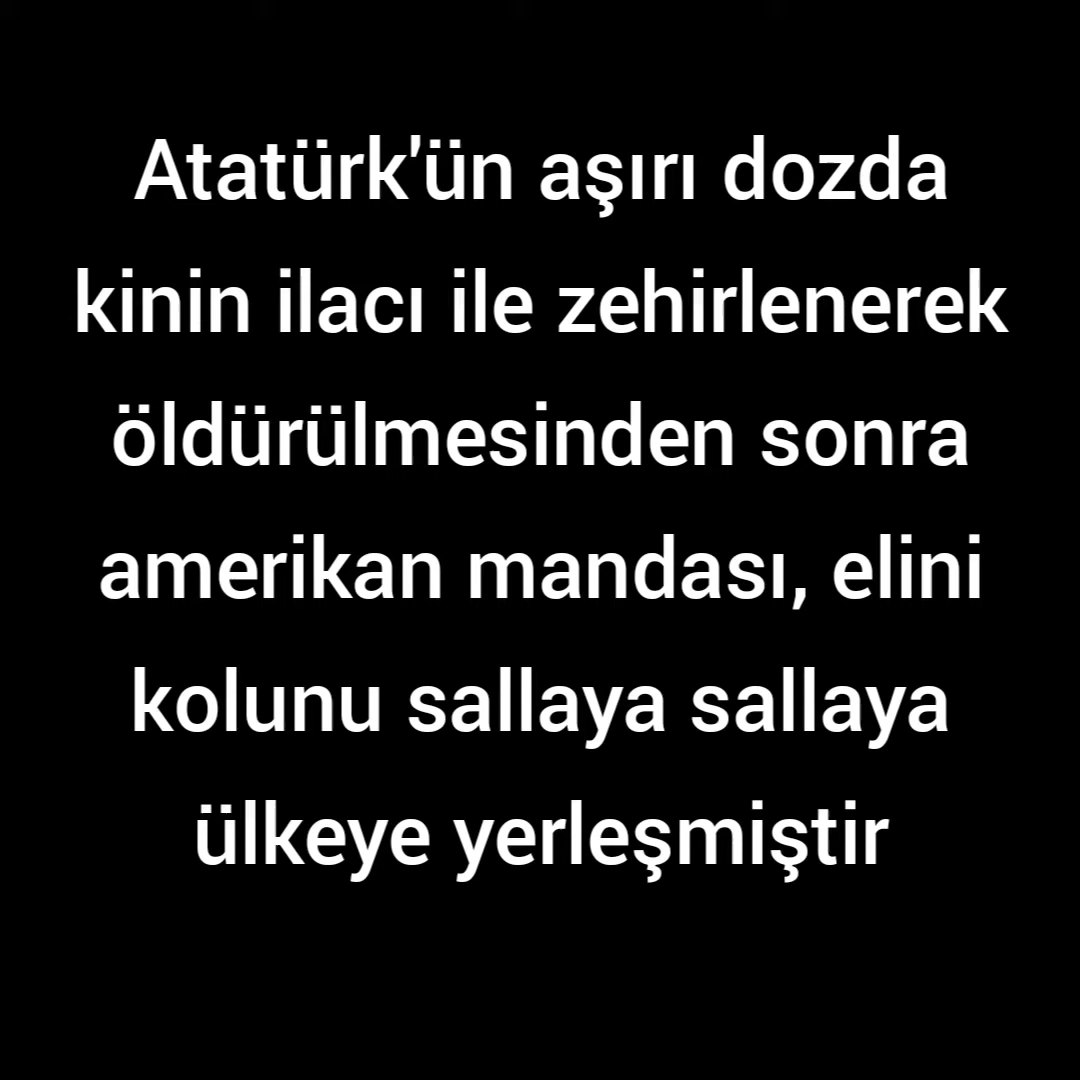 Atatürk'ün aşırı dozda
kinin ilacı ile zehirlenerek
öldürülmesinden sonra
amerikan mandası, elini
kolunu sallaya sallaya
ülkeye yerleşmiştir